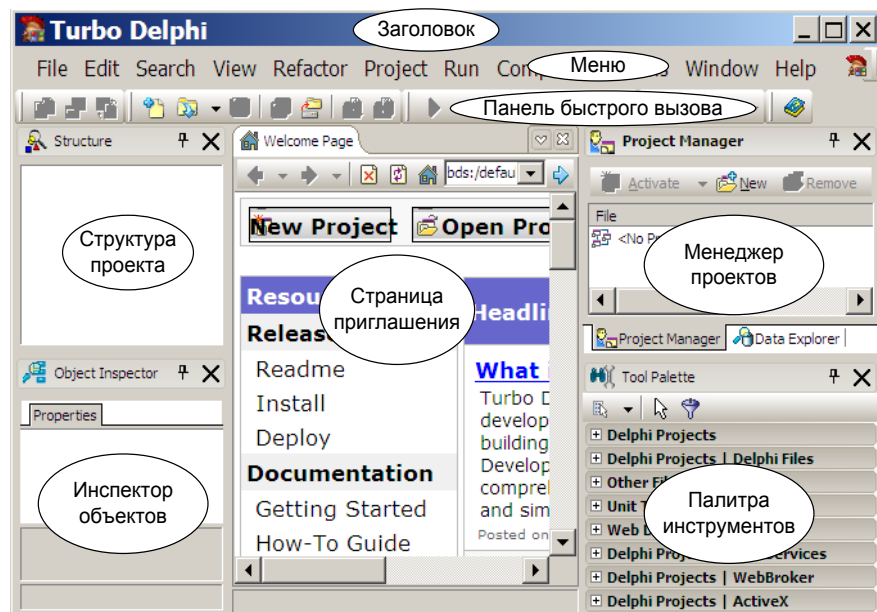 Turbo Delphi
Заголовок
File Edit Search View Refactor Project Run Window Help
Меню
Панель быстрого вызова
Structure
Структура
проекта
Object Inspector
Properties
Инспектор
объектов
Welcome Page
bds:/defau
New Project
Open Pro
Страница
приглашения
Readme
Install
Deploy
Documentation
Getting Started
How-To Guide
Headli
What i
Turbo D
develop
building
Develop
compre
and sim
Posted on
Project Manager
Activate New Remove
File
Менеджер
проектов
Project Manager Data Explorer
Tool Palette
Delphi Projects
Delphi Projects | Delphi Files
Other
Unit
Web
Палитра
инструментов
Delphi
Delphi Projects | WebBroker
Delphi Projects | ActiveX